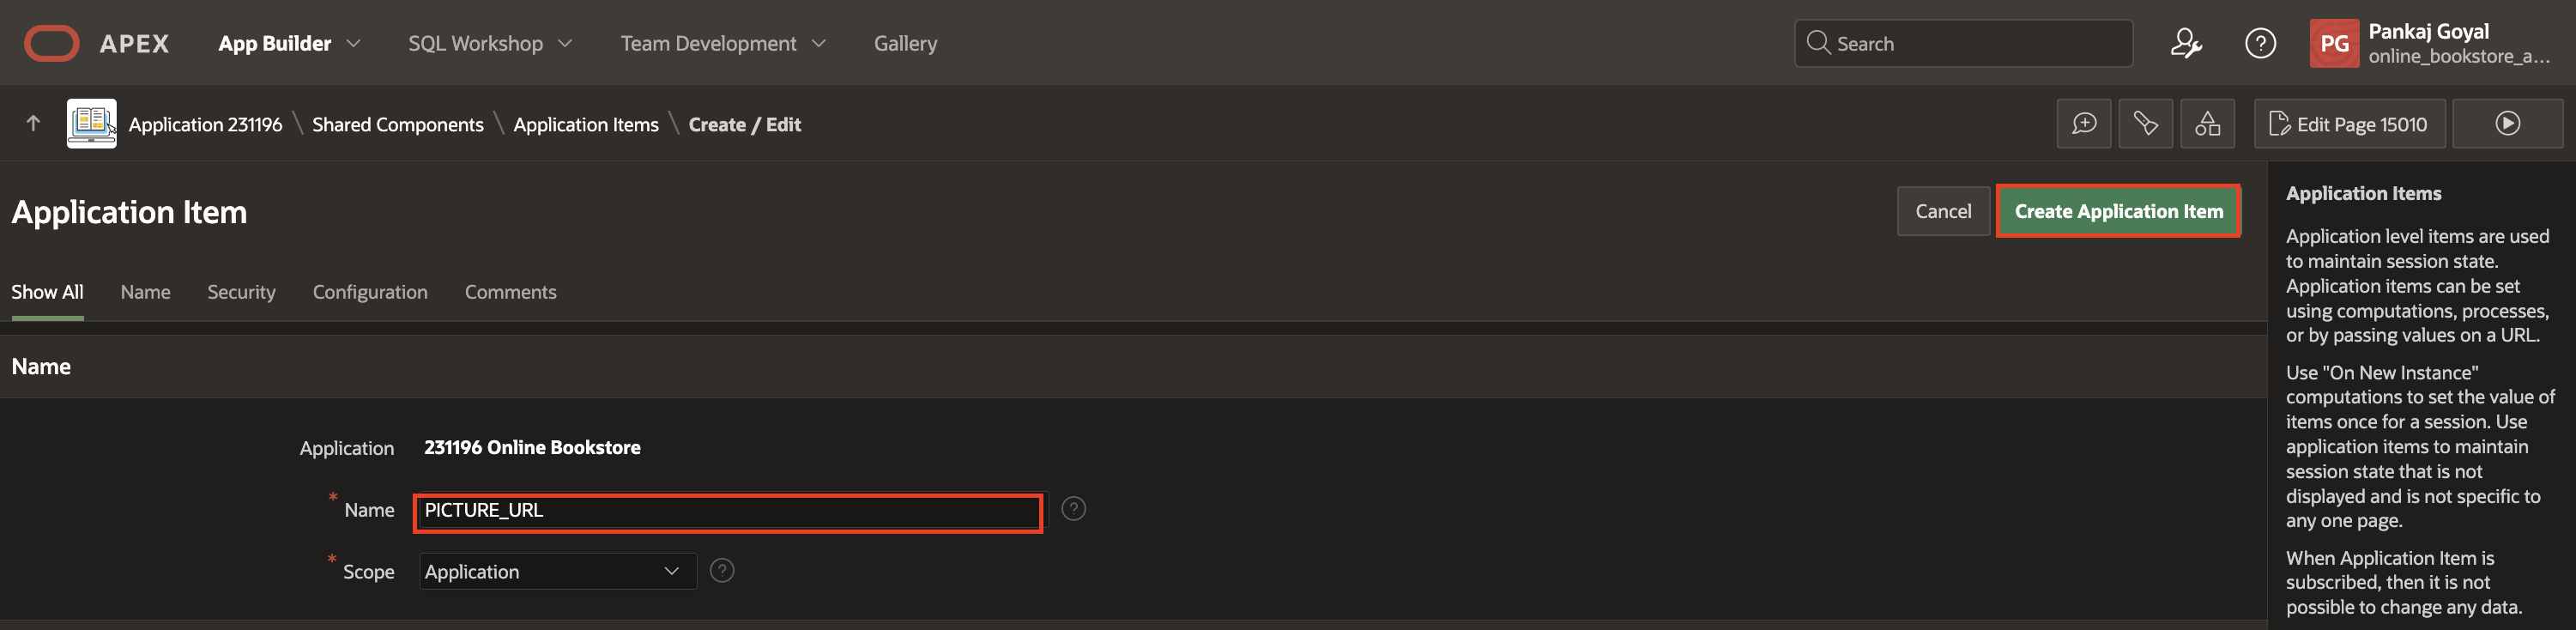 APEX
App Builder
SQL Workshop
Team Development
Gallery
Search
PG
Pankaj Goyal
online_bookstore_a...
Application 231196 \ Shared Components \ Application Items \ Create / Edit
Edit Page 15010
Application Item
Cancel
Create Application Item
Show All
Name
Security
Configuration
Comments
Name
Application
231196 Online Bookstore
* Name
PICTURE_URL
?
* Scope
Application
?
Application Items
Application level items are used
to maintain session state.
Application items can be set
using computations, processes,
or by passing values on a URL.
Use "On New Instance"
computations to set the value of
items once for a session. Use
application items to maintain
session state that is not
displayed and is not specific to
any one page.
When Application Item is
subscribed, then it is not
possible to change any data.